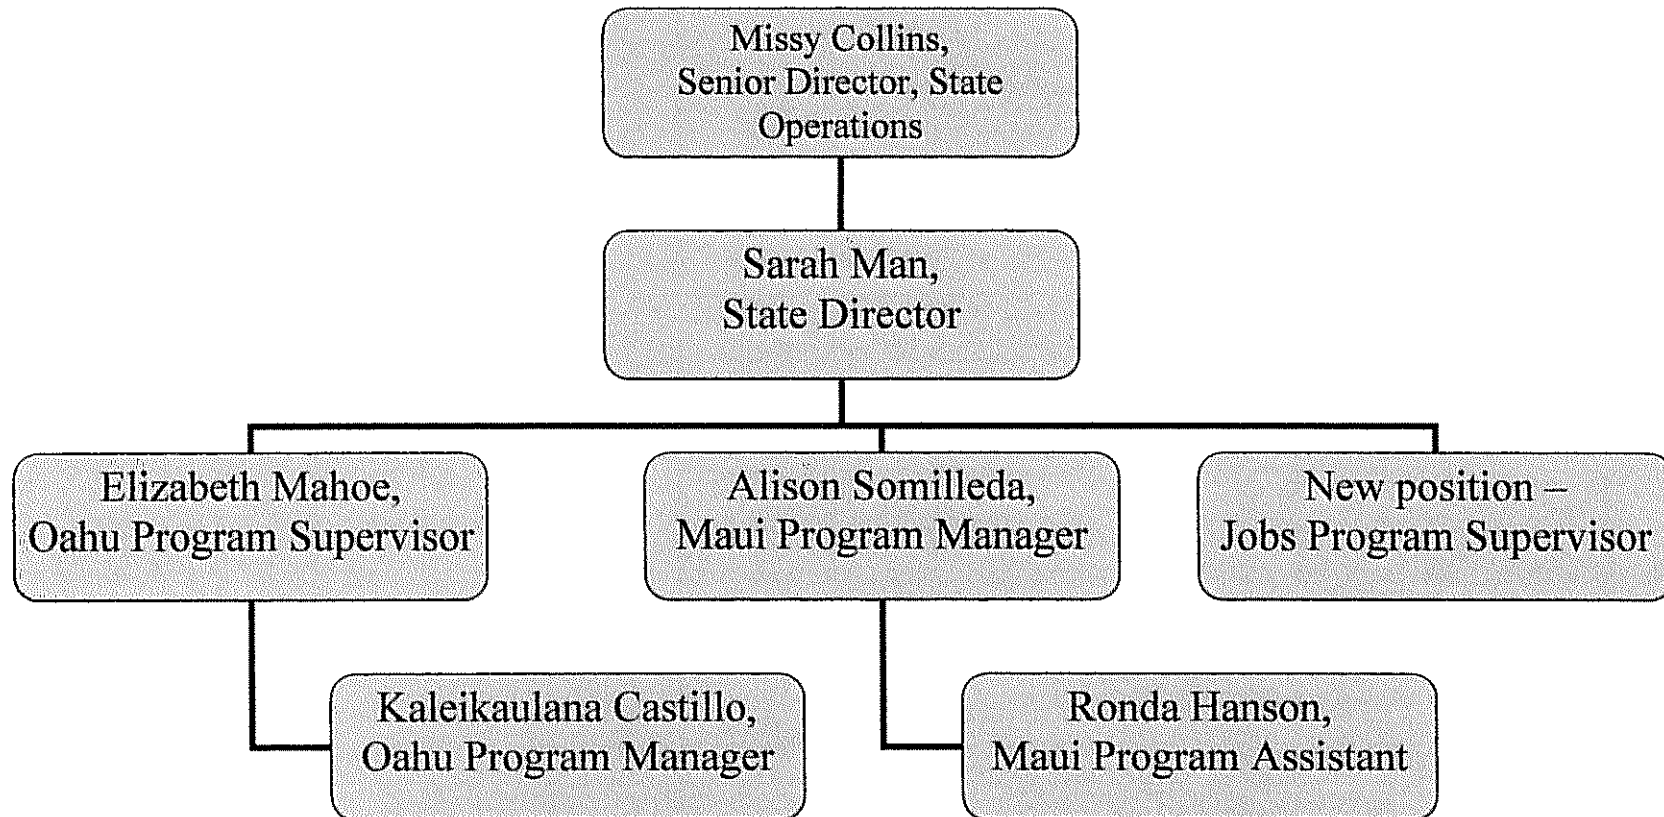 Missy Collins,
Senior Director, State
Operations
Sarah Man,
State Director
Elizabeth Mahoe,
Oahu Program Supervisor
Alison Somilleda,
Maui Program Manager
New position –
Jobs Program Supervisor
Kaleikaulana Castillo,
Oahu Program Manager
Ronda Hanson,
Maui Program Assistant